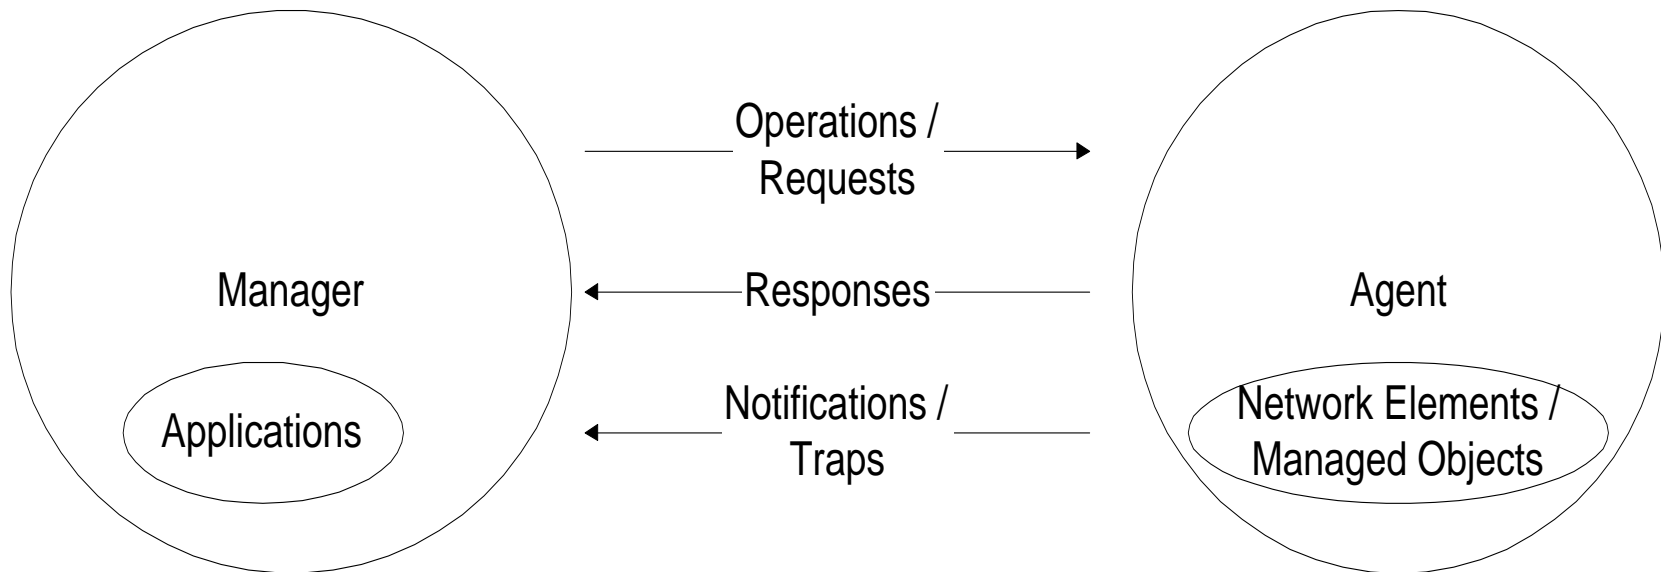 Operations /
Requests
Manager
Responses
Agent
Applications
Notifications /
Traps
Network Elements /
Managed Objects